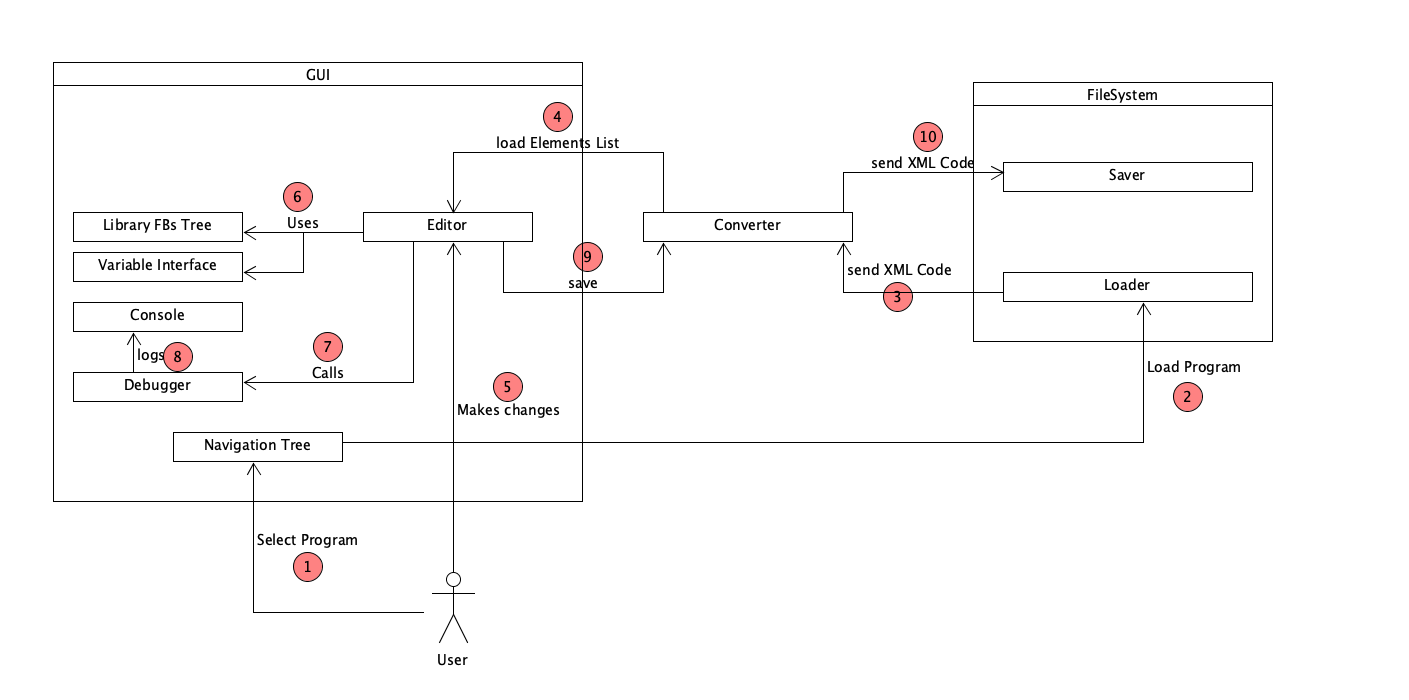 GUI
FileSystem
4
load Elements List
10
send XML Code
Saver
6
Uses
Library FBs Tree
Editor
Converter
Variable Interface
9
save
send XML Code
3
Loader
Console
logs
8
7
Calls
Debugger
5
Makes changes
Load Program
2
Navigation Tree
Select Program
1
User